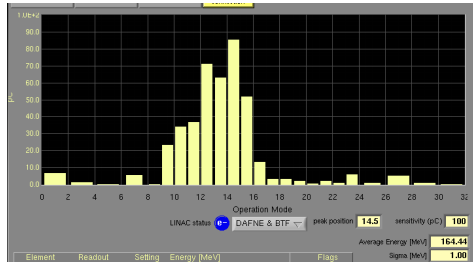 1.0E+2
90.0
80.0
70.0
60.0
50.0
40.0
30.0
20.0
10.0
0.0
pC
0 2 4 6 8 10 12 14 16 18 20 22 24 26 28 30 32
Operation Mode
LINAC status e- DAFNE & BTF peak position 14.5 sensitivity (pC) 100
Average Energy [MeV] 164.44
Element Readout Setting Energy [MeV] Flags Sigma [MeV] 1.00